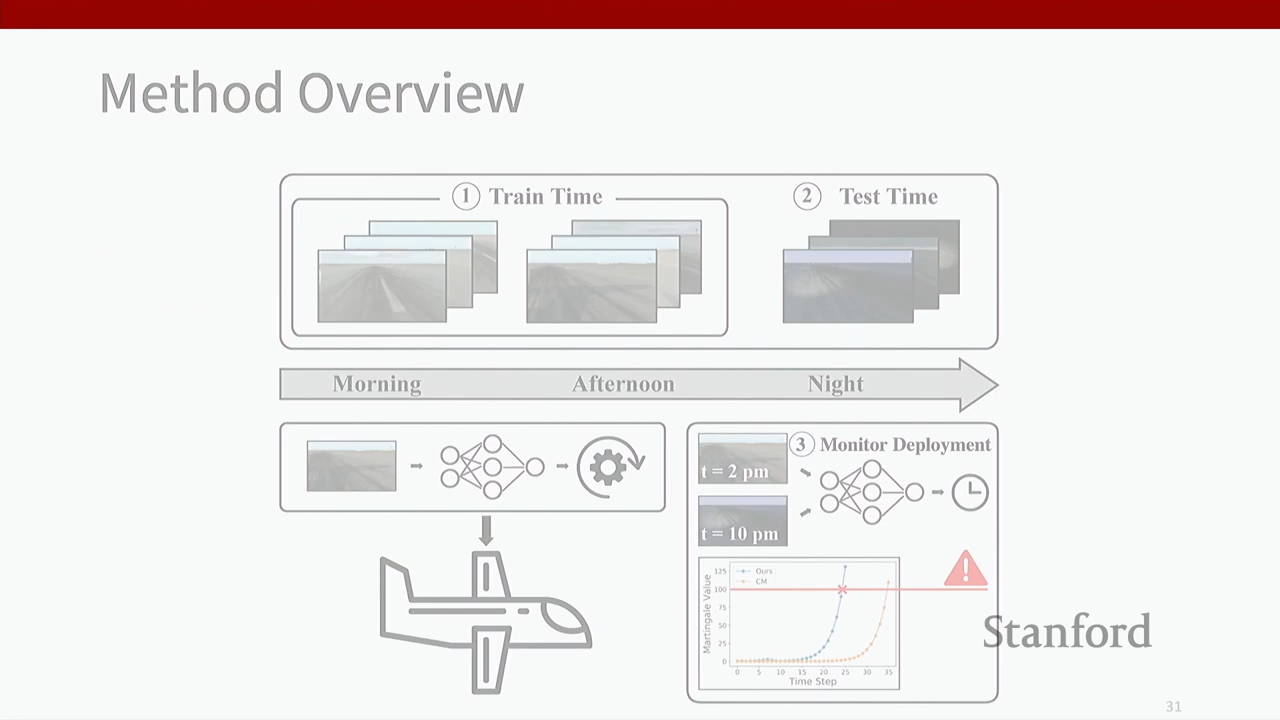 Method Overview
1 Train Time
2 Test Time
Morning Afternoon Night
3 Monitor Deployment
t = 2 pm
t = 10 pm
Ours
CM
125
100
75
50
25
0
Martingale Value
0 5 10 15 20 25 30 35
Time Step
Stanford
31